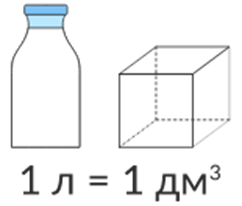 1 л = 1 дм³